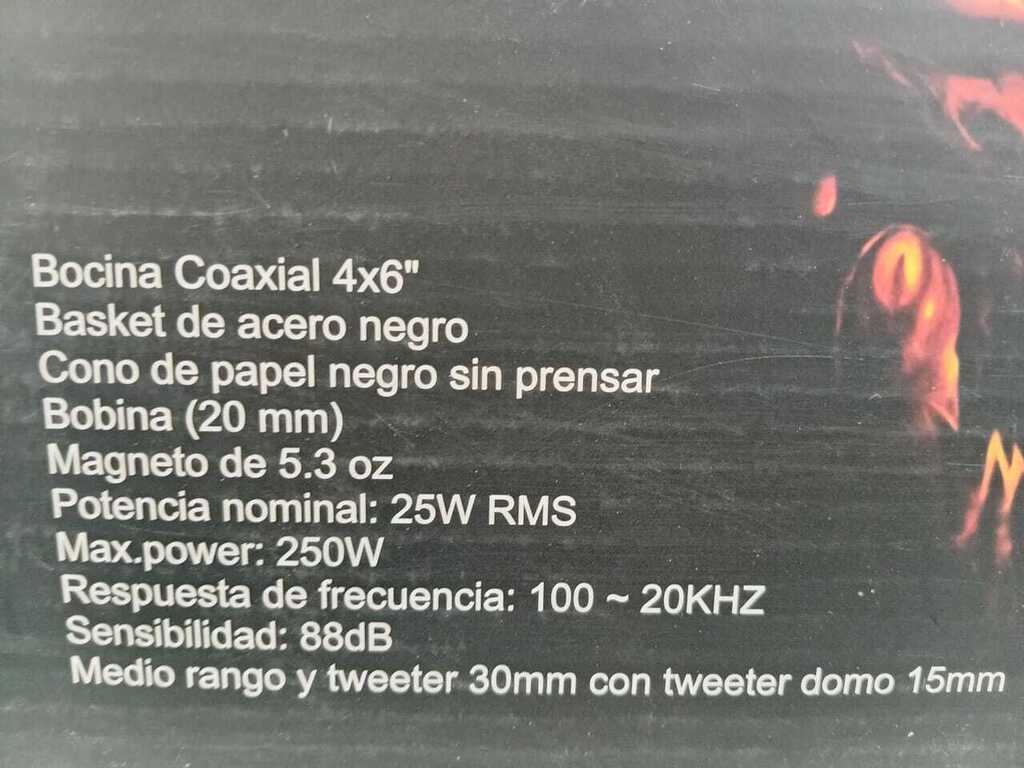 Bocina Coaxial 4x6"
Basket de acero negro
Cono de papel negro sin prensar
Bobina (20 mm)
Magneto de 5.3 oz
Potencia nominal: 25W RMS
Max.power: 250W
Respuesta de frecuencia: 100 ~ 20KHZ
Sensibilidad: 88dB
Medio rango y tweeter 30mm con tweeter domo 15mm